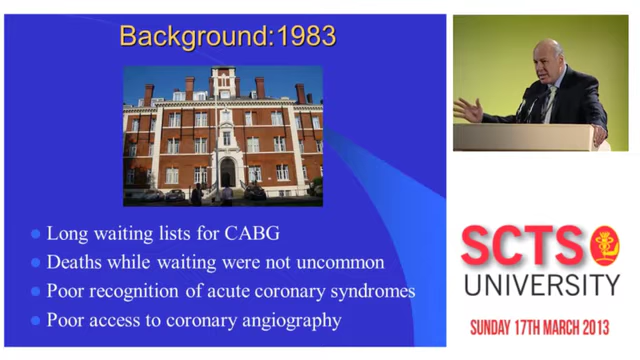 Background:1983
Long waiting lists for CABG
Deaths while waiting were not uncommon
Poor recognition of acute coronary syndromes
Poor access to coronary angiography
SCTS
UNIVERSITY
SUNDAY 17TH MARCH 2013